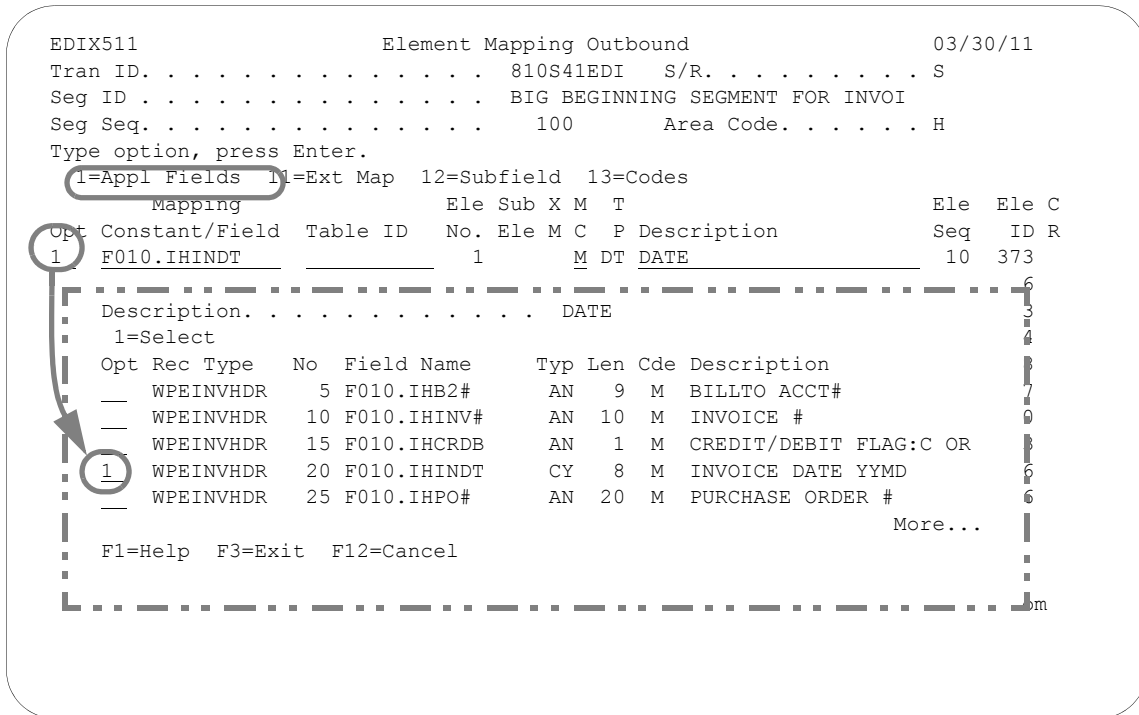 EDIX511 Element Mapping Outbound 03/30/11
Tran ID. . . . . . . . . . . . . . . 810S41EDI S/R. . . . . . . . . S
Seg ID . . . . . . . . . . . . . . . BIG BEGINNING SEGMENT FOR INVOI
Seg Seq. . . . . . . . . . . . . . . 100 Area Code. . . . . . H
Type option, press Enter.
1=Appl Fields 11=Ext Map 12=Subfield 13=Codes
Mapping Ele Sub X M T Ele Ele C
Opt Constant/Field Table ID No. Ele M C P Description Seq ID R
1 F010.IHINDT 1 M DT DATE 10 373
6
Description. . . . . . . . . . . . . DATE 3
1=Select 4
Opt Rec Type No Field Name Typ Len Cde Description
WPEINVHDR 5 F010.IHB2# AN 9 M BILLTO ACCT# 7
WPEINVHDR 10 F010.IHINV# AN 10 M INVOICE #
WPEINVHDR 15 F010.IHCRDB AN 1 M CREDIT/DEBIT FLAG:C OR
1 WPEINVHDR 20 F010.IHINDT CY 8 M INVOICE DATE YYMD 6
WPEINVHDR 25 F010.IHPO# AN 20 M PURCHASE ORDER # 6
More...
F1=Help F3=Exit F12=Cancel